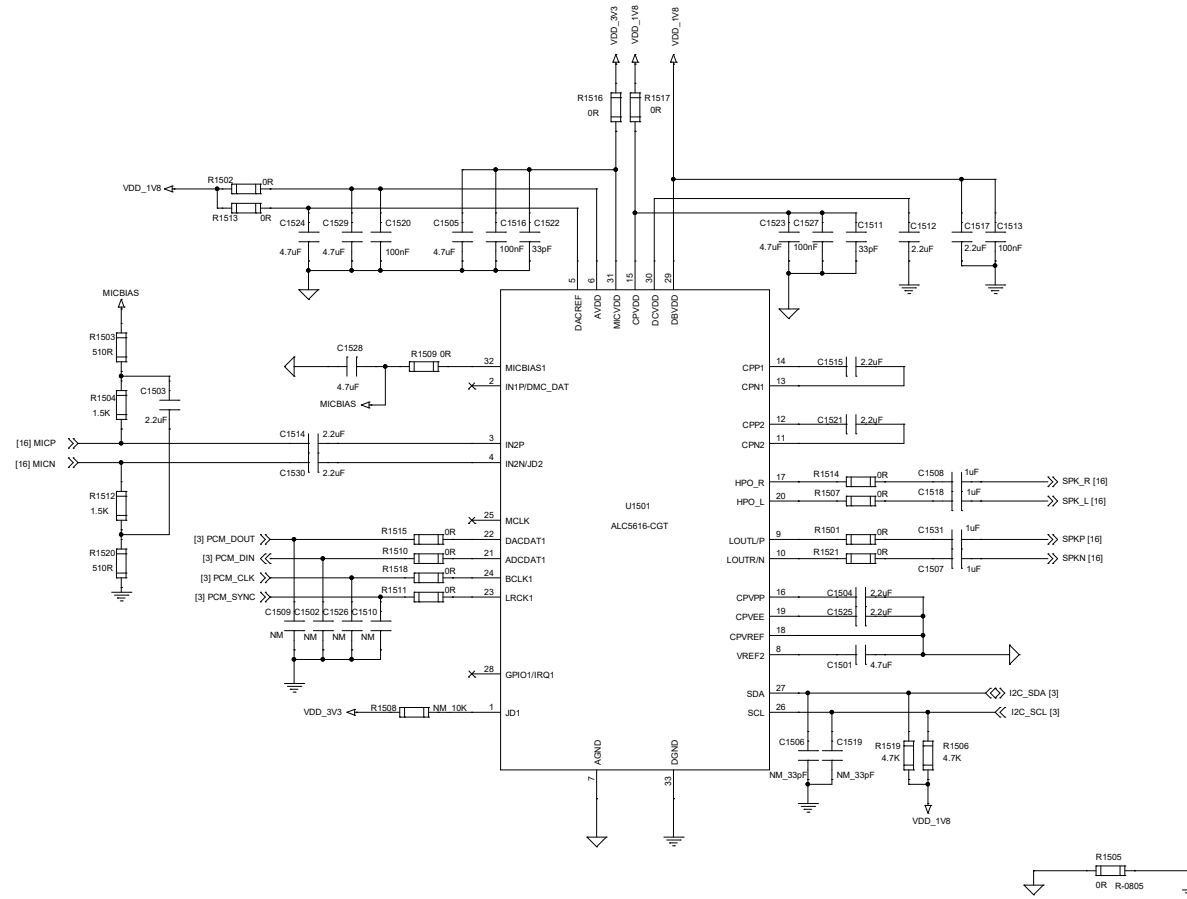 VDD_3V3
VDD_1V8
VDD_1V8
R1516
0R
R1517
0R
R1502
0R
VDD_1V8
R1513
0R
C1524
4.7uF
C1529
4.7uF
C1520
100nF
C1505
4.7uF
C1516
100nF
C1522
33pF
C1523
4.7uF
C1527
100nF
C1511
33pF
C1512
2.2uF
C1517
2.2uF
C1513
100nF
5
6
31
15
30
29
DACREF
AVDD
MICVDD
CPVDD
DCVDD
DBVDD
MICBIAS
R1503
510R
R1504
1.5K
C1503
2.2uF
C1528
4.7uF
R1509 0R
MICBIAS
32
MICBIAS1
2
IN1P/DMC_DAT
[16] MICP
C1514
2.2uF
3
IN2P
[16] MICN
C1530
2.2uF
4
IN2N/JD2
R1512
1.5K
R1520
510R
25
MCLK
[3] PCM_DOUT
R1515
0R
22
DACDAT1
[3] PCM_DIN
R1510
0R
21
ADCDAT1
[3] PCM_CLK
R1518
0R
24
BCLK1
[3] PCM_SYNC
R1511
0R
23
LRCK1
C1509
NM
C1502
NM
C1526
NM
C1510
NM
28
GPIO1/IRQ1
VDD_3V3
R1508
NM_10K
1
JD1
U1501
ALC5616-CGT
CPP1
14
C1515
2.2uF
CPN1
13
CPP2
12
C1521
2.2uF
CPN2
11
HPO_R
17
R1514
0R
C1508
1uF
SPK_R [16]
HPO_L
20
R1507
0R
C1518
1uF
SPK_L [16]
LOUTL/P
9
R1501
0R
C1531
1uF
SPKP [16]
LOUTR/N
10
R1521
0R
C1507
1uF
SPKN [16]
CPVPP
16
C1504
2.2uF
CPVEE
19
C1525
2.2uF
CPVREF
18
VREF2
8
C1501
4.7uF
SDA
27
I2C_SDA [3]
SCL
26
I2C_SCL [3]
C1506
NM_33pF
C1519
NM_33pF
R1519
4.7K
R1506
4.7K
VDD_1V8
AGND
7
DGND
33
R1505
0R R-0805